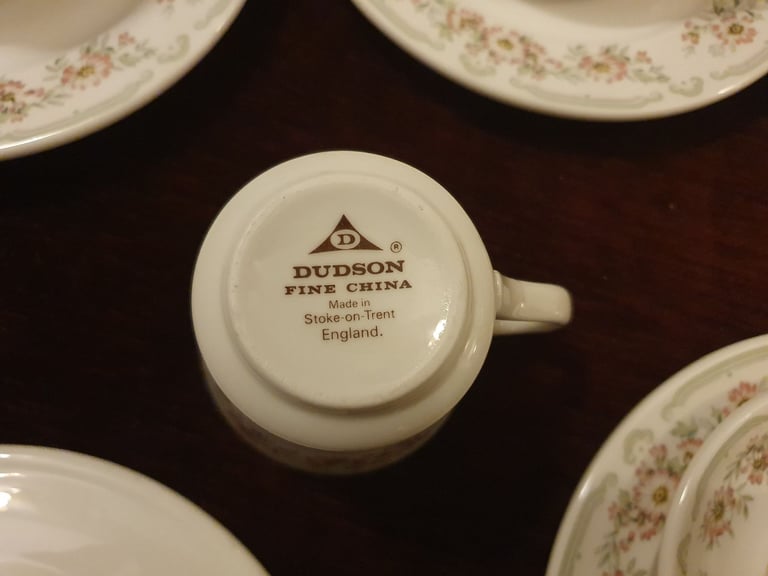 D
®
DUDSON
FINE CHINA
Made in
Stoke-on-Trent
England.